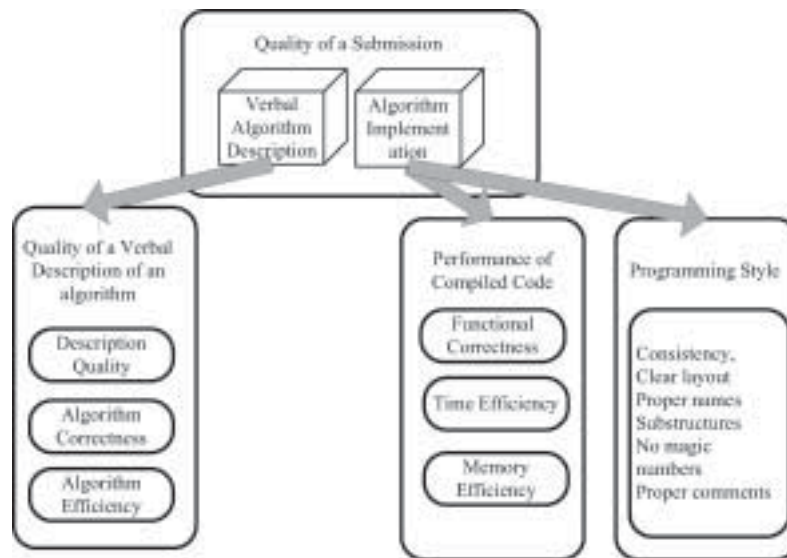 Quality of a Submission
Verbal
Algorithm
Description
Algorithm
Implement
ation
Quality of a Verbal
Description of an
algorithm
Description
Quality
Algorithm
Correctness
Algorithm
Efficiency
Performance of
Compiled Code
Functional
Correctness
Time Efficiency
Memory
Efficiency
Programming Style
Consistency,
Clear layout
Proper names
Substructures
No magic
numbers
Proper comments